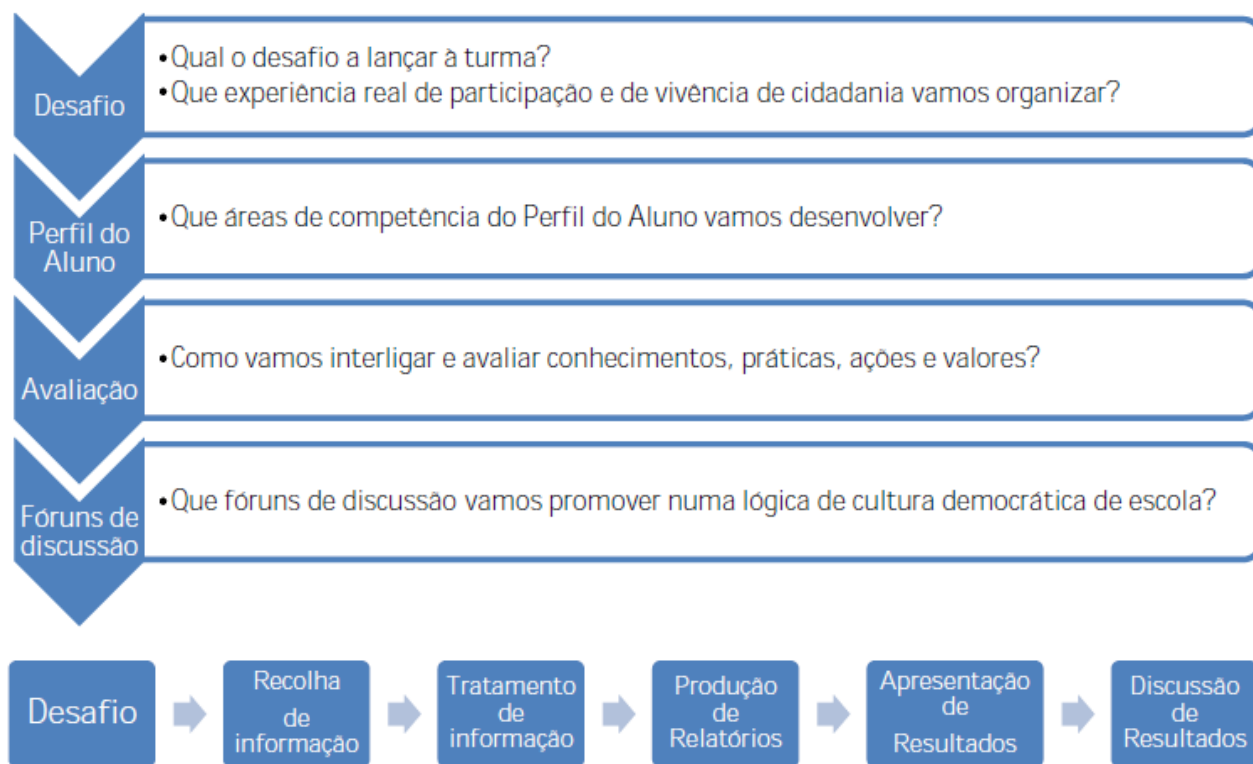 Desafio
•Qual o desafio a lançar à turma?
•Que experiência real de participação e de vivência de cidadania vamos organizar?
Perfil do
Aluno
•Que áreas de competência do Perfil do Aluno vamos desenvolver?
Avaliação
•Como vamos interligar e avaliar conhecimentos, práticas, ações e valores?
Fóruns de
discussão
•Que fóruns de discussão vamos promover numa lógica de cultura democrática de escola?
Desafio
Recolha
de
informação
Tratamento
de
informação
Produção
de
Relatórios
Apresentação
de
Resultados
Discussão
de
Resultados